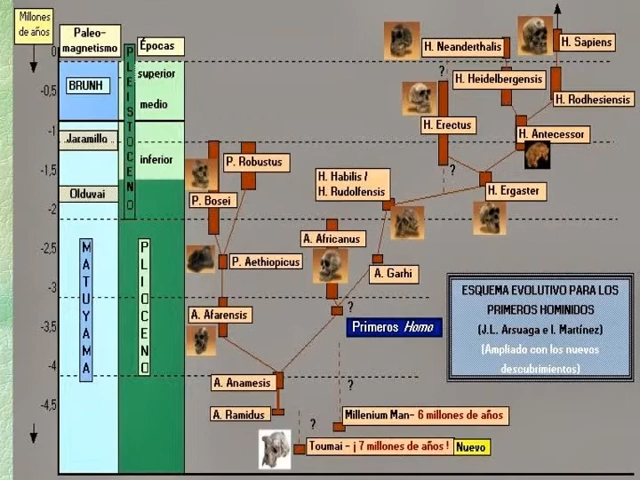 Millones
de años
Paleo-
magnetismo
Épocas
0
-0,5
-1
-1,5
-2
-2,5
-3
-3,5
-4
-4,5
BRUNH
Jaramillo
Olduvai
MATUYAMA
PLEISTOCENO
PLIOCENO
superior
medio
inferior
H. Neanderthalis
H. Sapiens
?
H. Heidelbergensis
H. Rodhesiensis
H. Erectus
H. Antecessor
P. Robustus
?
H. Habilis /
H. Rudolfensis
H. Ergaster
P. Bosei
A. Africanus
P. Aethiopicus
A. Garhi
A. Afarensis
?
Primeros Homo
ESQUEMA EVOLUTIVO PARA LOS
PRIMEROS HOMINIDOS
(J.L. Arsuaga e I. Martínez)
(Ampliado con los nuevos
descubrimientos)
A. Anamesis
?
A. Ramidus
?
Millenium Man- 6 millones de años
Toumai - ¡ 7 millones de años !
Nuevo